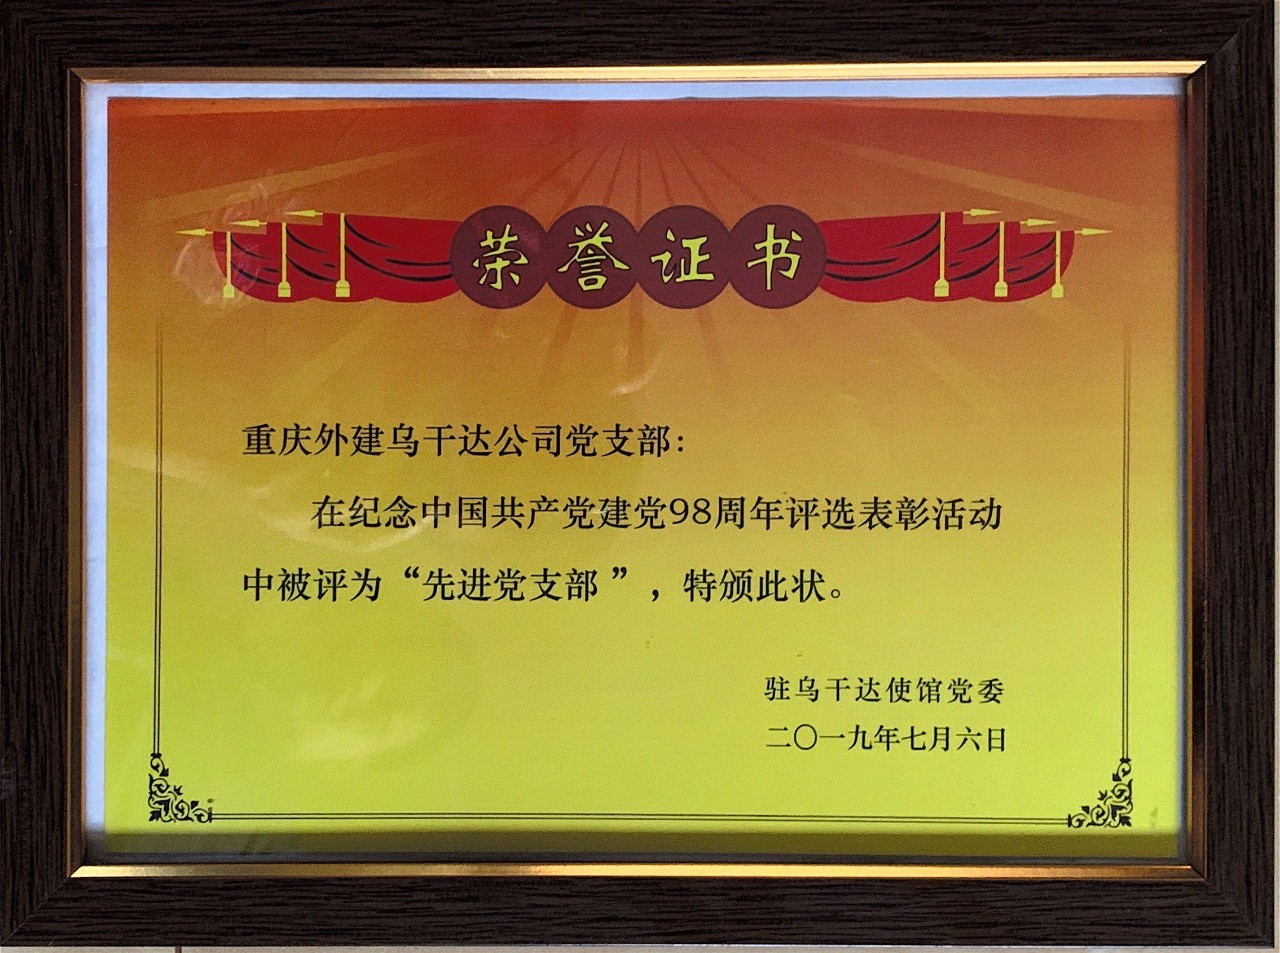 荣誉证书
重庆外建乌干达公司党支部：
在纪念中国共产党建党98周年评选表彰活动
中被评为“先进党支部”，特颁此状。
驻乌干达使馆党委
二〇一九年七月六日